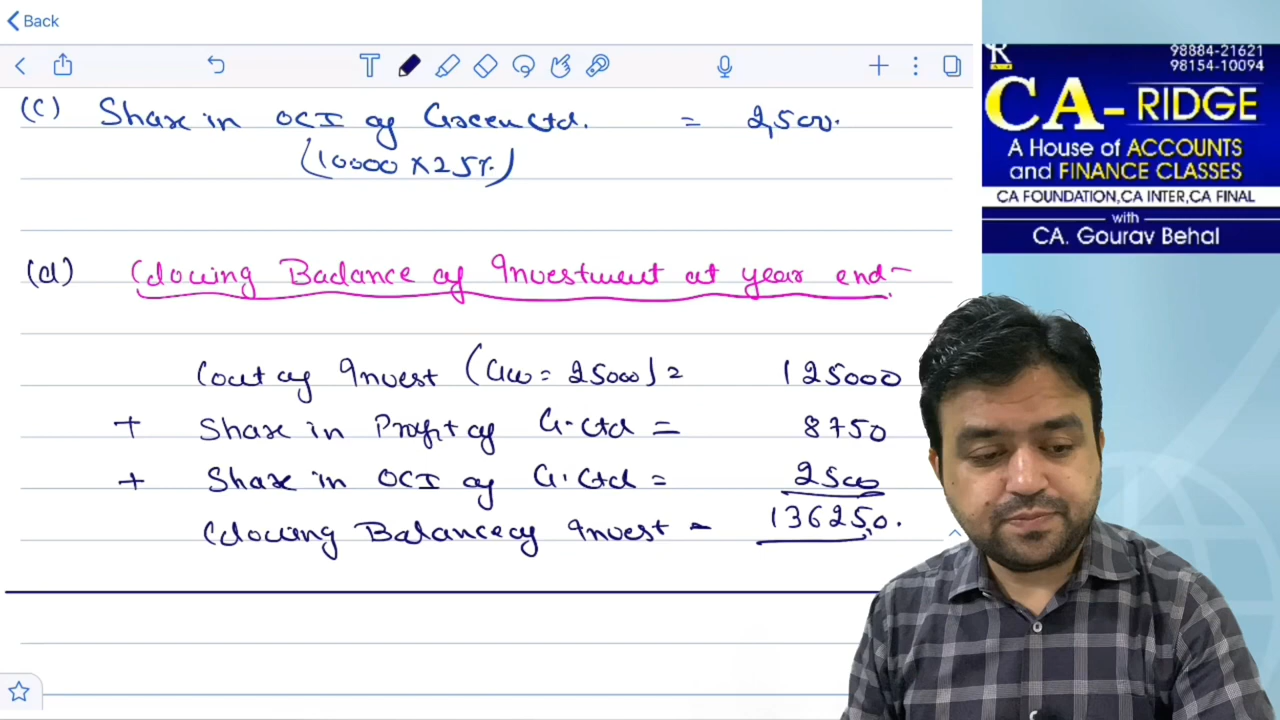 Back
98884-21621
98154-10094
CA-RIDGE
A House of ACCOUNTS
and FINANCE CLASSES
CA FOUNDATION,CA INTER,CA FINAL
with
CA. Gourav Behal
(c) Share in OCI of Green Ltd. = 2,500.
(10000 × 25%)
(d) Closing Balance of Investment at year end-
Cost of Invest (GW = 25000) = 125000
+ Share in Profit of G. Ltd = 8750
+ Share in OCI of G. Ltd = 2500
Closing Balance of Invest - 136250.